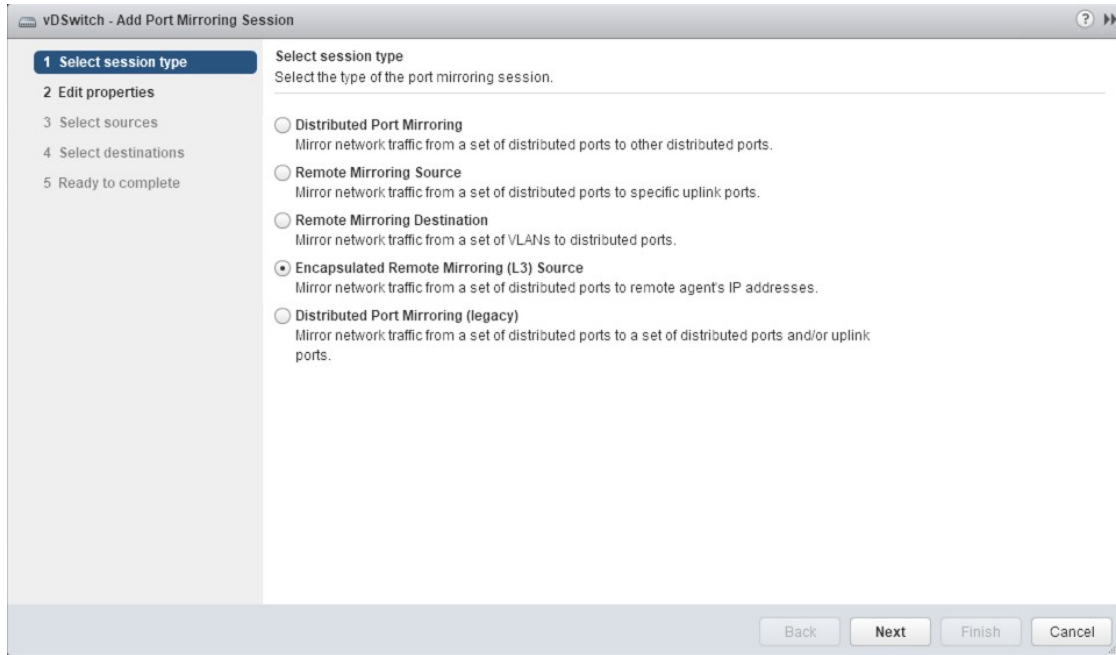 vDSwitch - Add Port Mirroring Session
?
1 Select session type
2 Edit properties
3 Select sources
4 Select destinations
5 Ready to complete
Select session type
Select the type of the port mirroring session.
Distributed Port Mirroring
Mirror network traffic from a set of distributed ports to other distributed ports.
Remote Mirroring Source
Mirror network traffic from a set of distributed ports to specific uplink ports.
Remote Mirroring Destination
Mirror network traffic from a set of VLANs to distributed ports.
Encapsulated Remote Mirroring (L3) Source
Mirror network traffic from a set of distributed ports to remote agent's IP addresses.
Distributed Port Mirroring (legacy)
Mirror network traffic from a set of distributed ports to a set of distributed ports and/or uplink
ports.
Back Next Finish Cancel